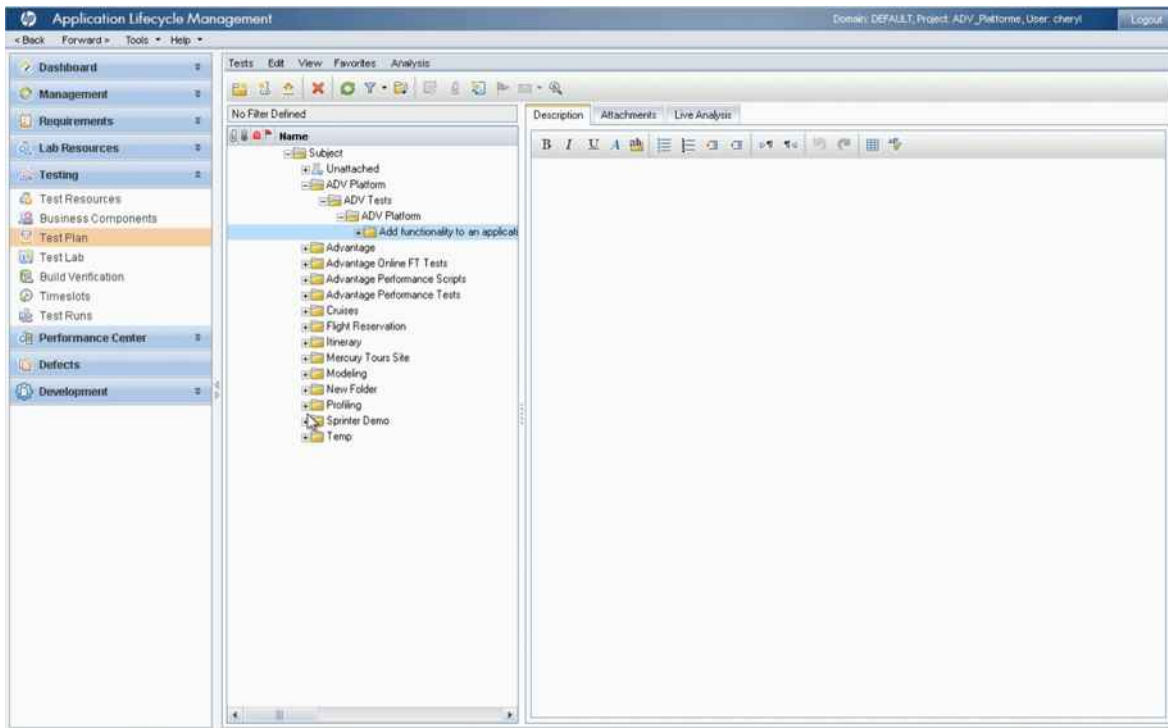 hp Application Lifecycle Management Domain: DEFAULT, Project: ADV_Platforme, User: cheryl Logout
<Back Forward> Tools Help
Dashboard
Management
Requirements
Lab Resources
Testing
Test Resources
Business Components
Test Plan
Test Lab
Build Verification
Timeslots
Test Runs
Performance Center
Defects
Development
Tests Edit View Favorites Analysis
No Filter Defined
Name
Subject
Unattached
ADV Platform
ADV Tests
ADV Platform
Add functionality to an applicati
Advantage
Advantage Online FT Tests
Advantage Performance Scripts
Advantage Performance Tests
Cruises
Flight Reservation
Itinerary
Mercury Tours Site
Modeling
New Folder
Profiling
Sprinter Demo
Temp
Description Attachments Live Analysis
B I U A ab